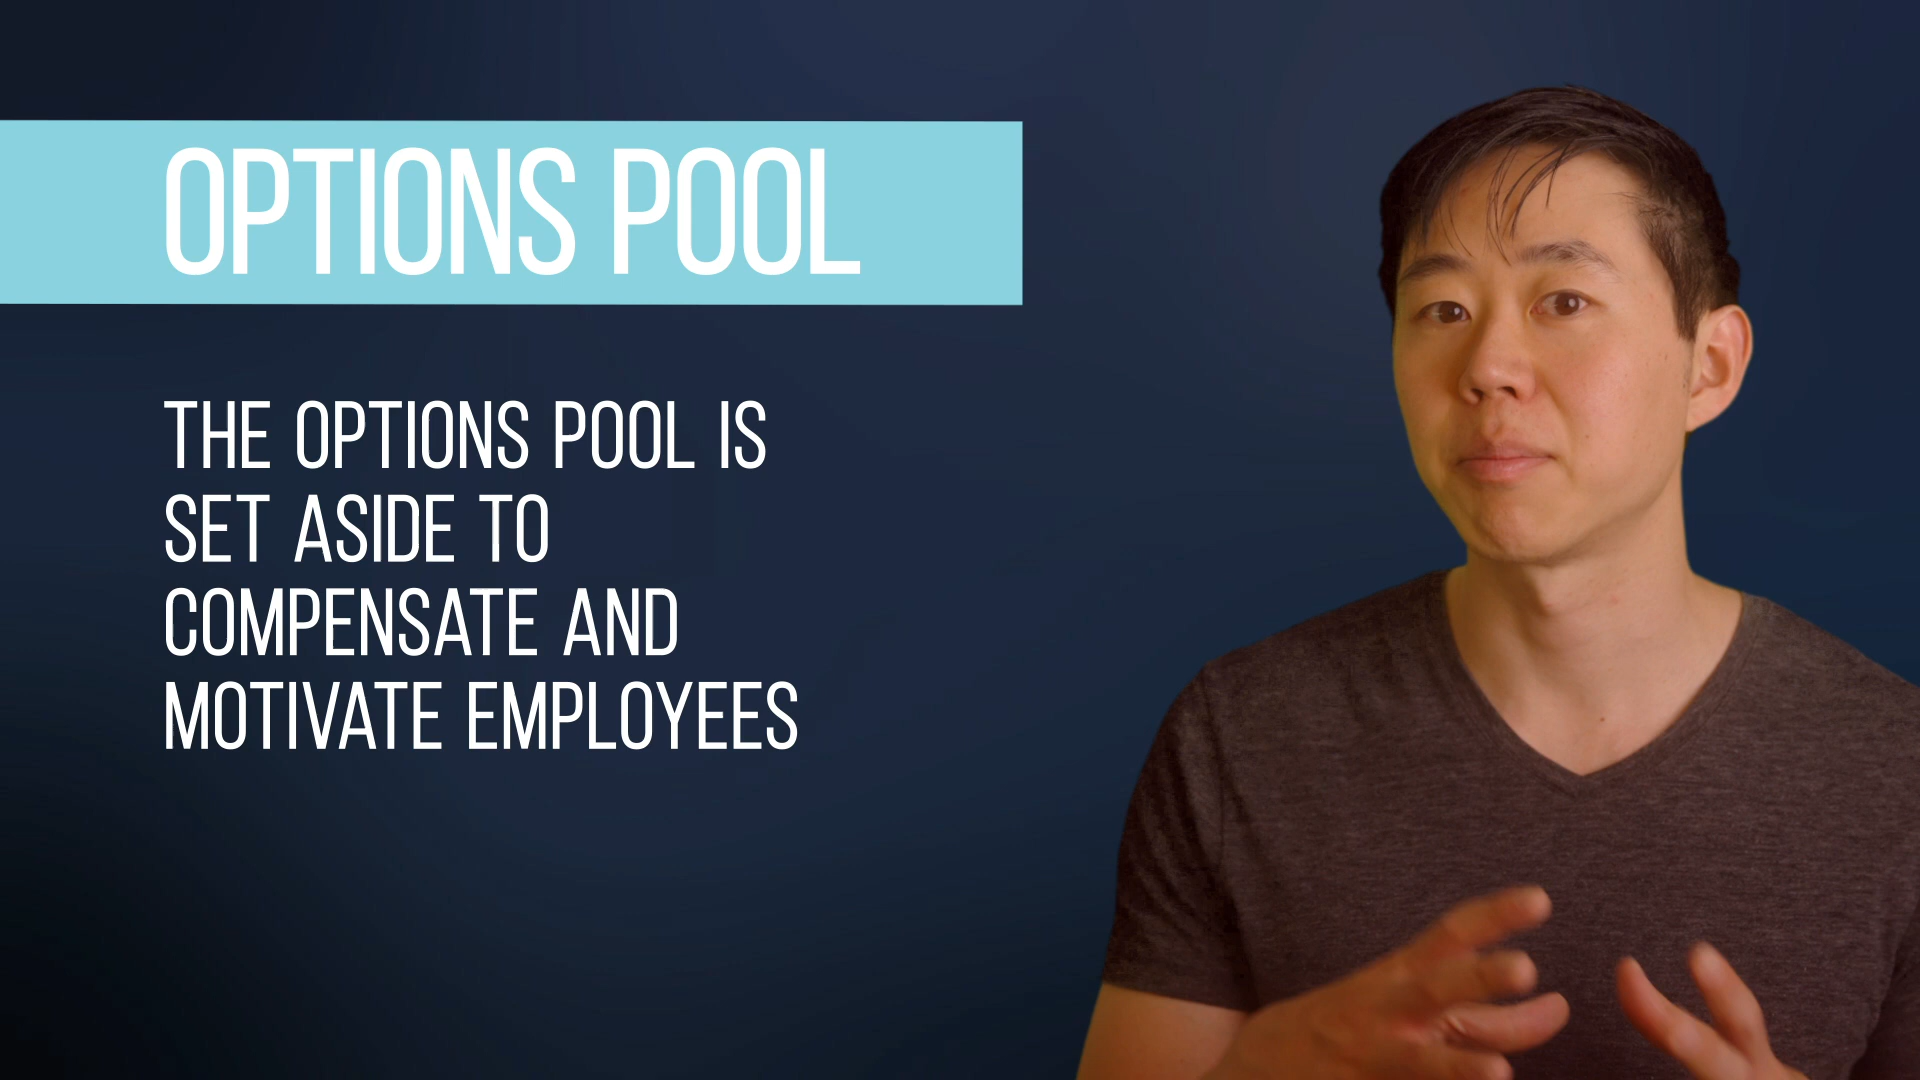 OPTIONS POOL
THE OPTIONS POOL IS
SET ASIDE TO
COMPENSATE AND
MOTIVATE EMPLOYEES